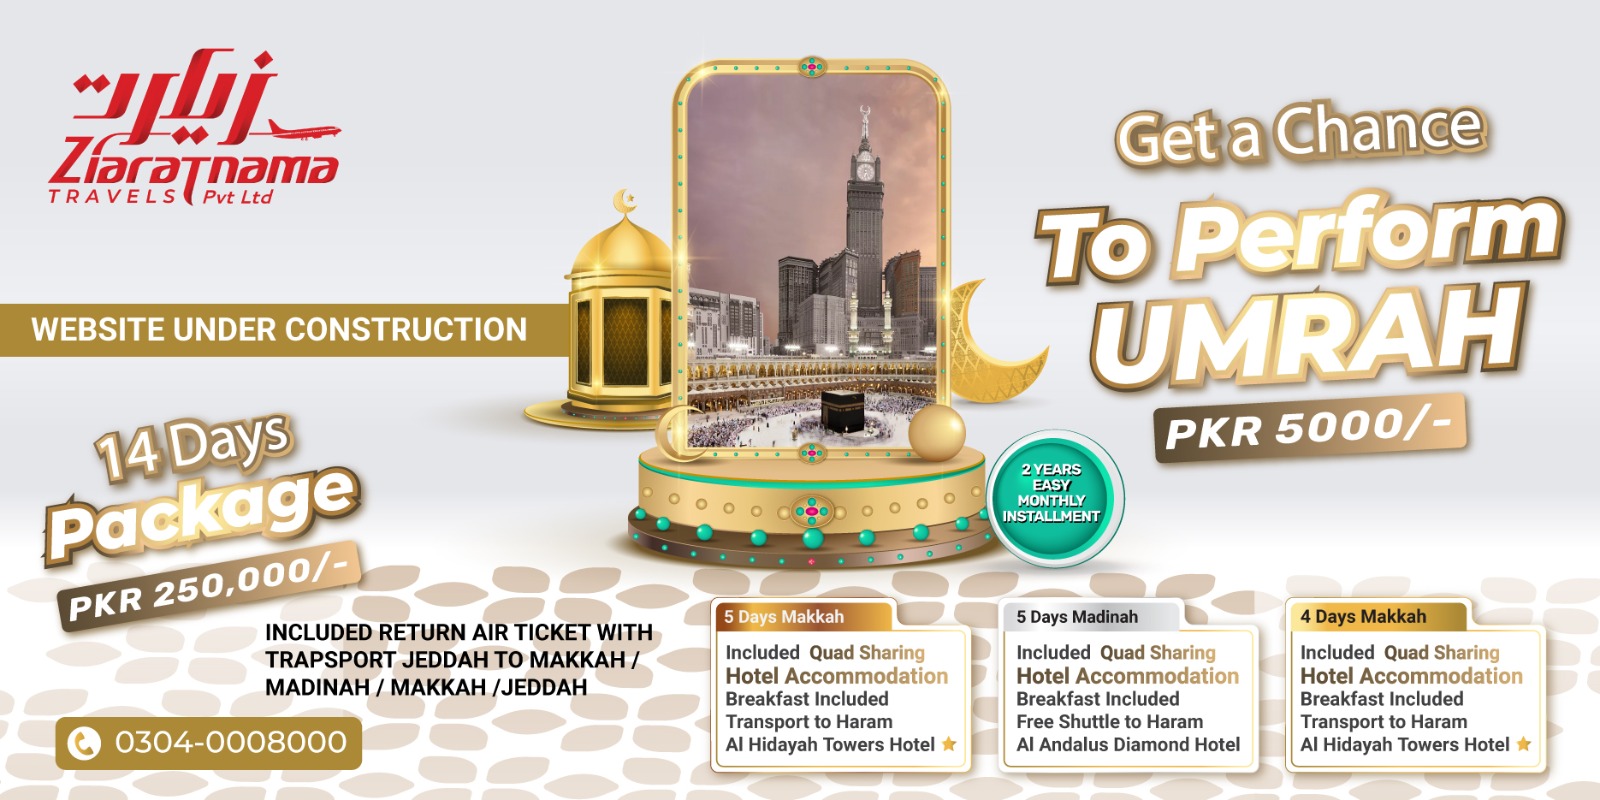 زیارت
Ziaratnama
TRAVELS Pvt Ltd
WEBSITE UNDER CONSTRUCTION
14 Days
Package
PKR 250,000/-
INCLUDED RETURN AIR TICKET WITH
TRAPSPORT JEDDAH TO MAKKAH /
MADINAH / MAKKAH /JEDDAH
0304-0008000
Get a Chance
To Perform
UMRAH
PKR 5000/-
2 YEARS
EASY
MONTHLY
INSTALLMENT
5 Days Makkah
Included Quad Sharing
Hotel Accommodation
Breakfast Included
Transport to Haram
Al Hidayah Towers Hotel
5 Days Madinah
Included Quad Sharing
Hotel Accommodation
Breakfast Included
Free Shuttle to Haram
Al Andalus Diamond Hotel
4 Days Makkah
Included Quad Sharing
Hotel Accommodation
Breakfast Included
Transport to Haram
Al Hidayah Towers Hotel